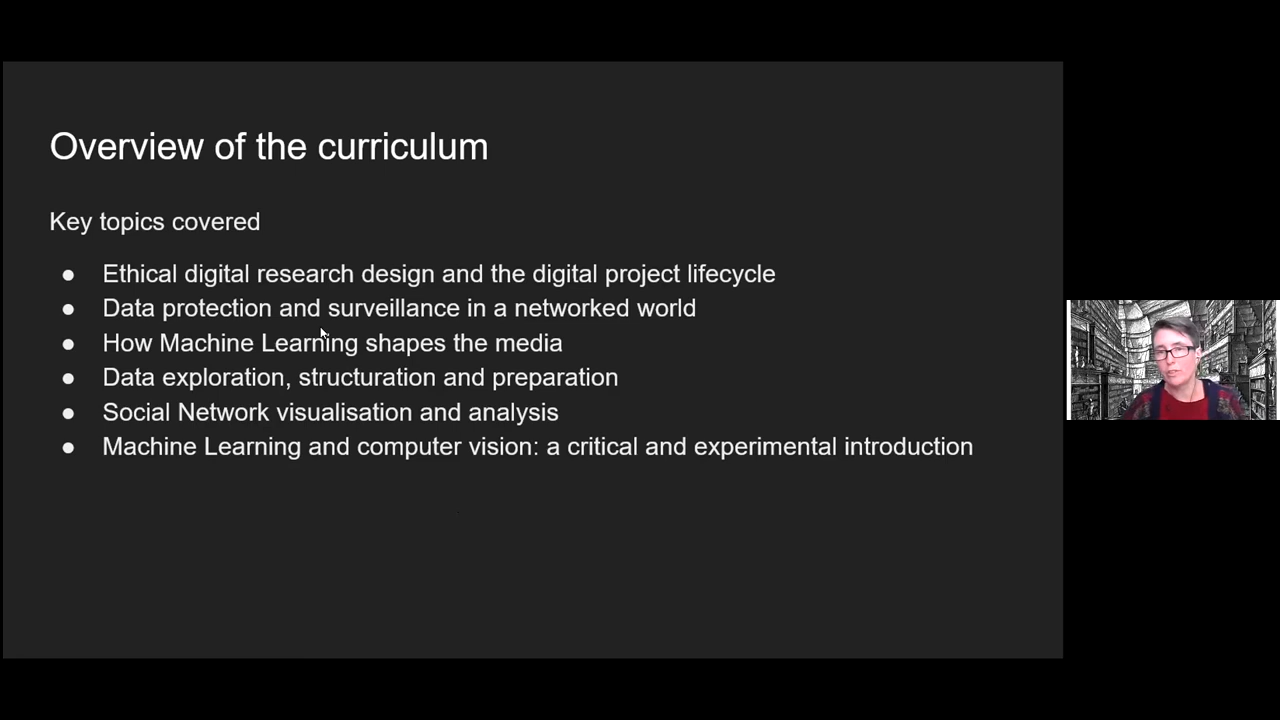 Overview of the curriculum
Key topics covered
● Ethical digital research design and the digital project lifecycle
● Data protection and surveillance in a networked world
● How Machine Learning shapes the media
● Data exploration, structuration and preparation
● Social Network visualisation and analysis
● Machine Learning and computer vision: a critical and experimental introduction